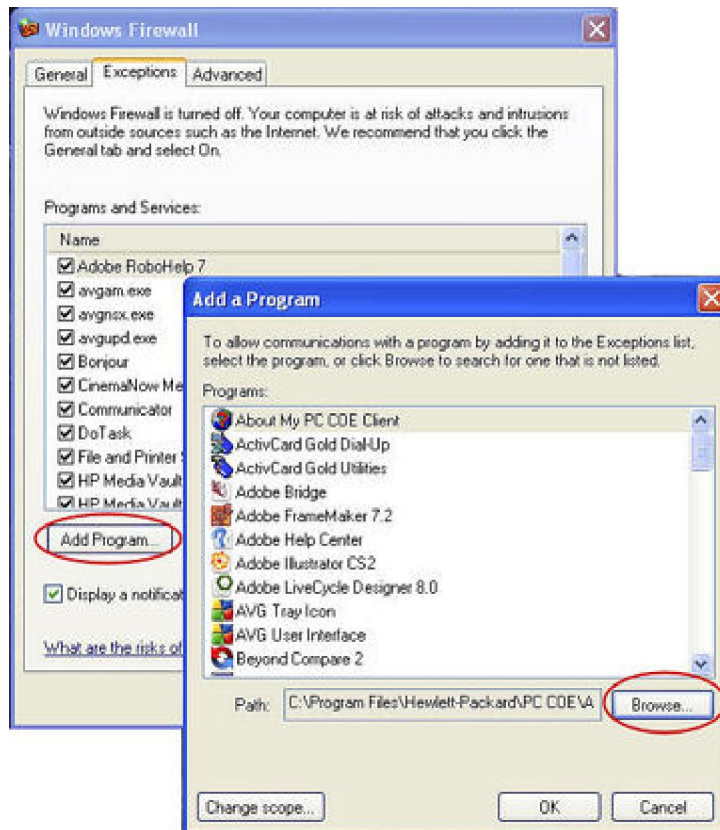 Windows Firewall
General Exceptions Advanced
Windows Firewall is turned off. Your computer is at risk of attacks and intrusions
from outside sources such as the Internet. We recommend that you click the
General tab and select On.
Programs and Services:
Name
Adobe RoboHelp 7
avgam.exe
avgnsx.exe
avgupd.exe
Bonjour
CinemaNow Me
Communicator
DoTask
File and Printer
HP Media Vault
HP Media Vault
Add Program...
Display a notificat
What are the risks of
Add a Program
To allow communications with a program by adding it to the Exceptions list,
select the program, or click Browse to search for one that is not listed.
Programs:
About My PC COE Client
ActivCard Gold Dial-Up
ActivCard Gold Utilities
Adobe Bridge
Adobe FrameMaker 7.2
Adobe Help Center
Adobe Illustrator CS2
Adobe LiveCycle Designer 8.0
AVG Tray Icon
AVG User Interface
Beyond Compare 2
Path: C:\Program Files\Hewlett-Packard\PC COE\A Browse...
Change scope... OK Cancel